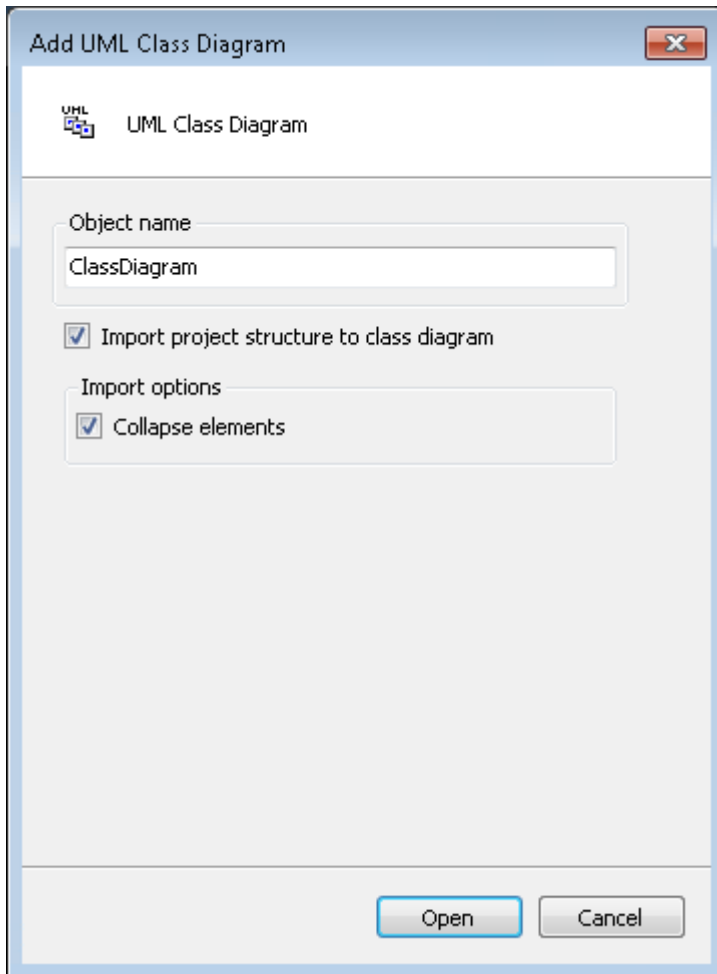 Add UML Class Diagram
UML
UML Class Diagram
Object name
ClassDiagram
Import project structure to class diagram
Import options
Collapse elements
Open
Cancel